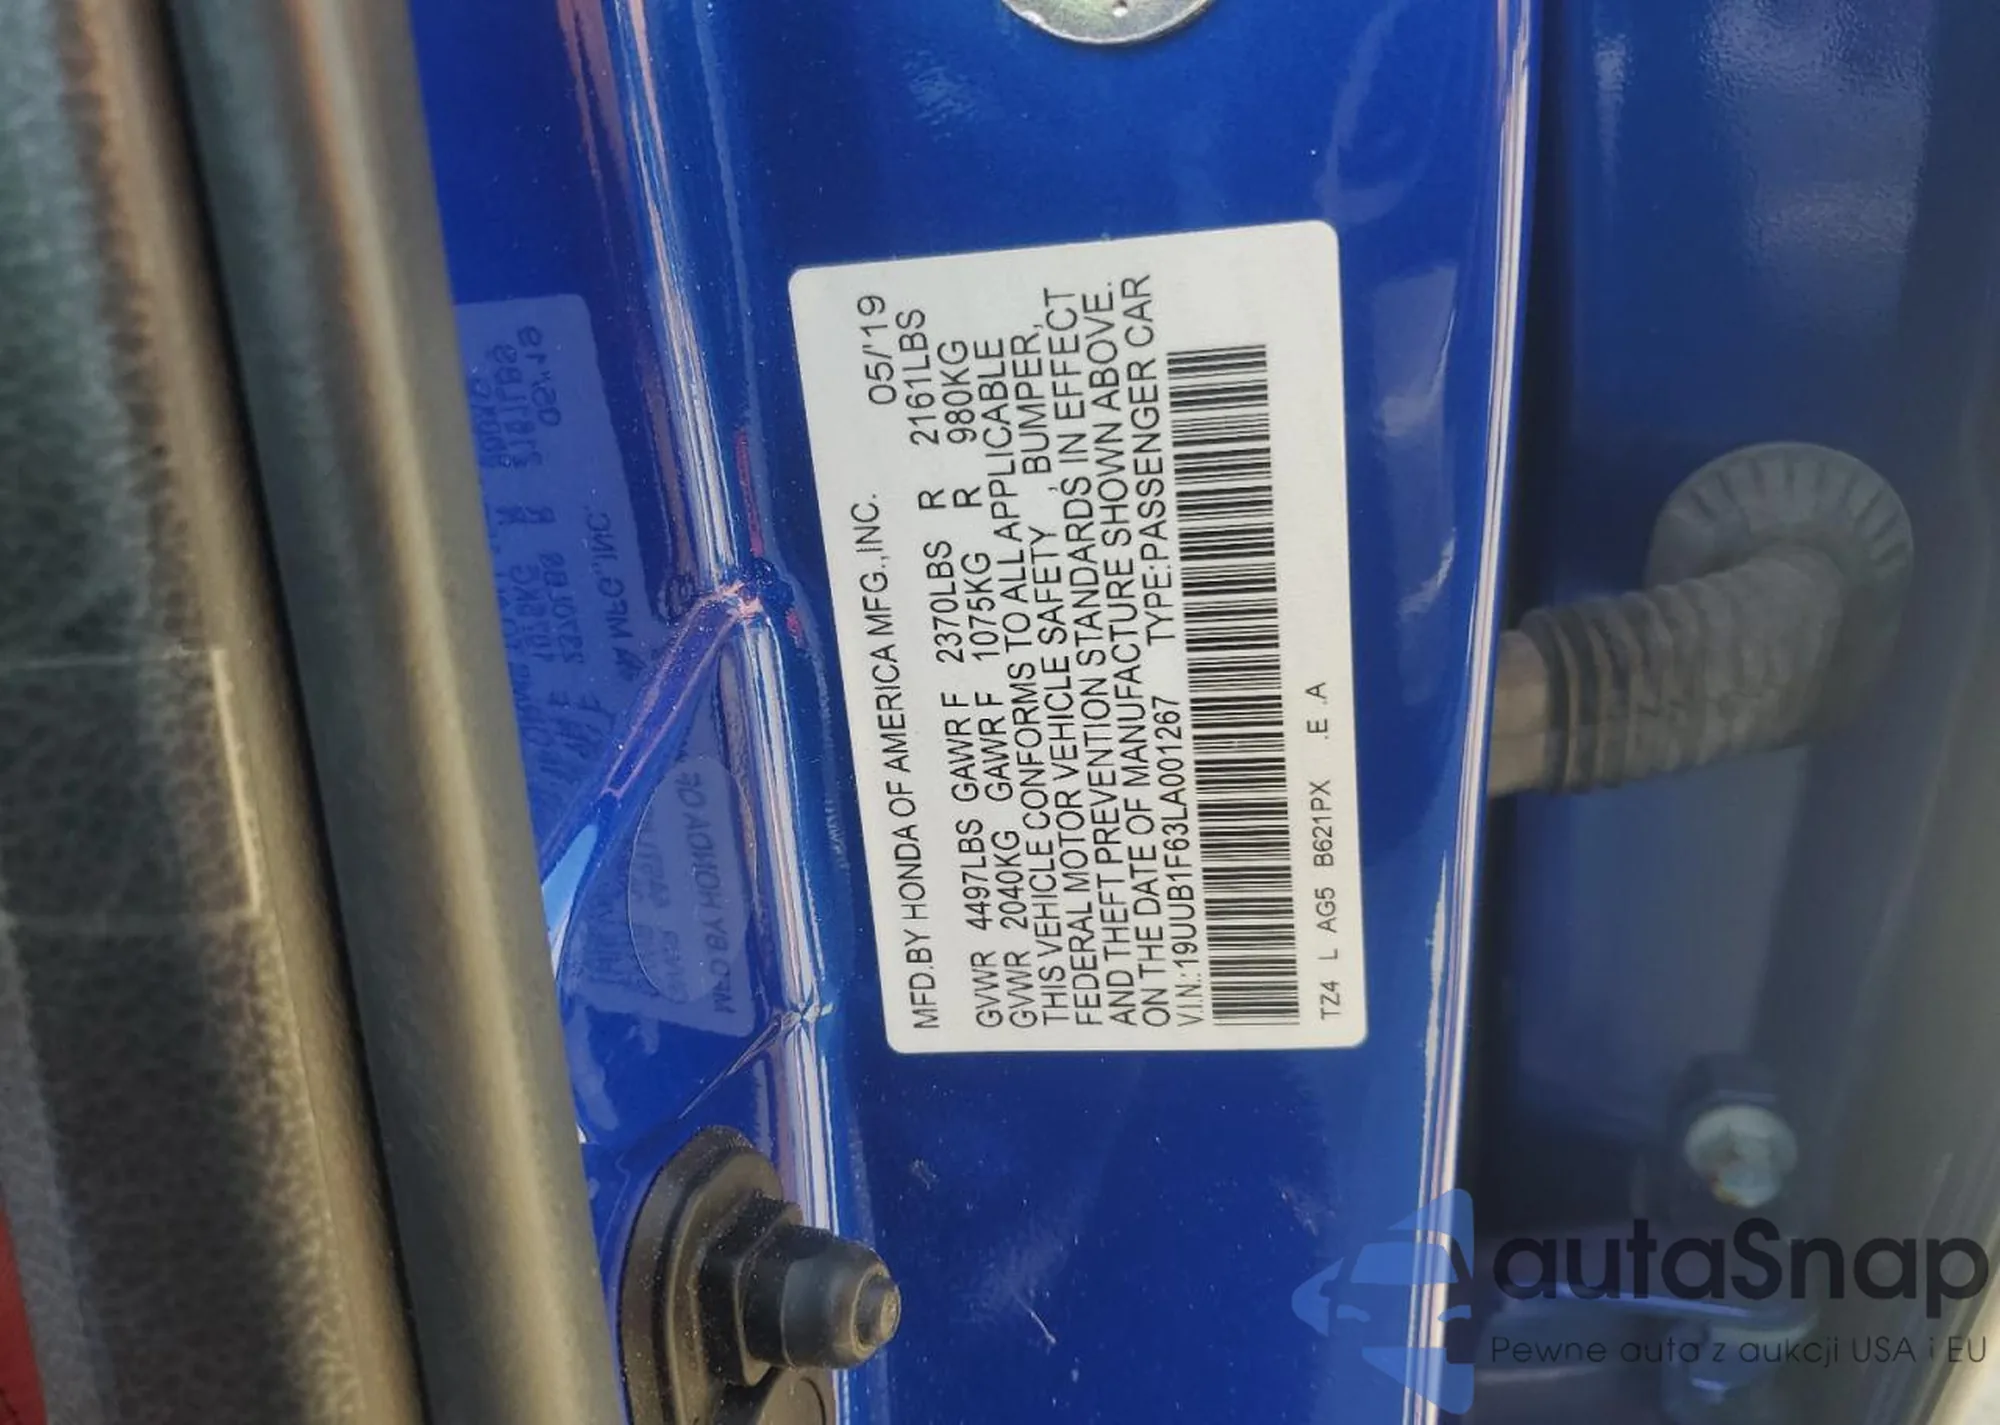 MFD.BY HONDA OF AMERICA MFG.,INC. 05/'19
GVWR 4497LBS GAWR F 2370LBS R 2161LBS
GVWR 2040KG GAWR F 1075KG R 980KG
THIS VEHICLE CONFORMS TO ALL APPLICABLE
FEDERAL MOTOR VEHICLE SAFETY , BUMPER,
AND THEFT PREVENTION STANDARDS IN EFFECT
ON THE DATE OF MANUFACTURE SHOWN ABOVE.
V.I.N.:19UUB1F63LA001267 TYPE:PASSENGER CAR
TZ4 L AG5 B621PX .E .A
autaSnap
Pewne auta z aukcji USA i EU